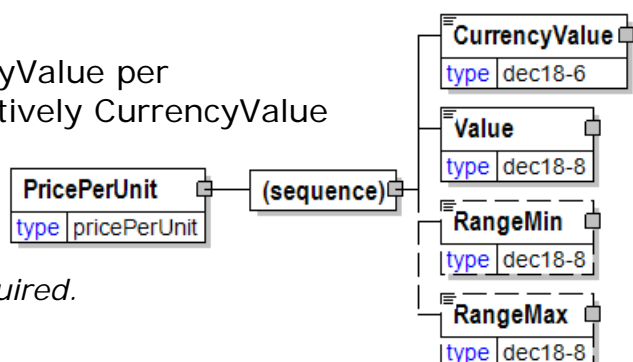 yValue per
tively CurrencyValue
uired.
PricePerUnit
type pricePerUnit
(sequence)
CurrencyValue
type dec18-6
Value
type dec18-8
RangeMin
type dec18-8
RangeMax
type dec18-8